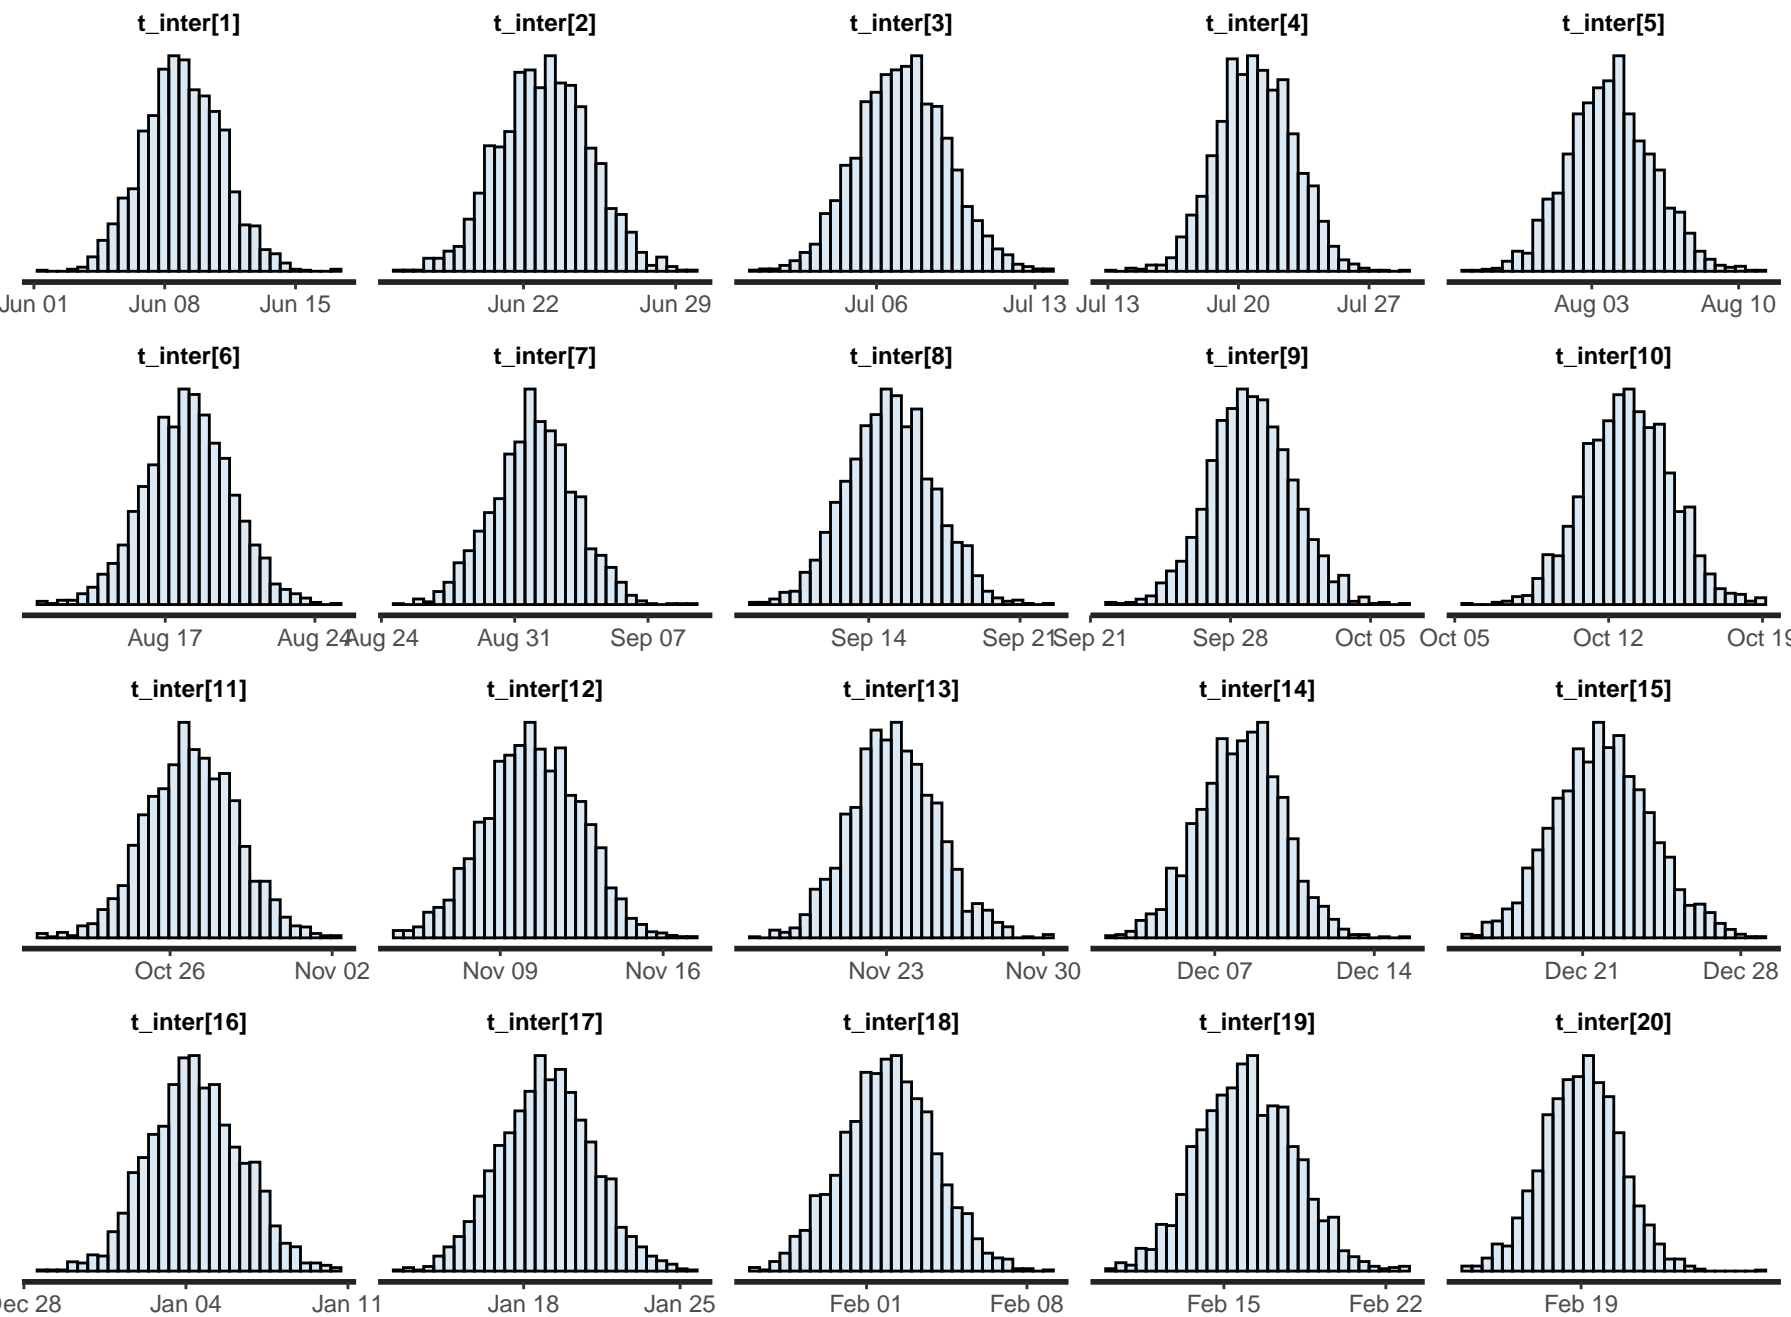 t_inter[1] t_inter[2] t_inter[3] t_inter[4] t_inter[5]
Jun 01 Jun 08 Jun 15 Jun 22 Jun 29 Jul 06 Jul 13 Jul 13 Jul 20 Jul 27 Aug 03 Aug 10
t_inter[6] t_inter[7] t_inter[8] t_inter[9] t_inter[10]
Aug 17 Aug 24 Aug 24 Aug 31 Sep 07 Sep 14 Sep 21 Sep 21 Sep 28 Oct 05 Oct 05 Oct 12 Oct 19
t_inter[11] t_inter[12] t_inter[13] t_inter[14] t_inter[15]
Oct 26 Nov 02 Nov 09 Nov 16 Nov 23 Nov 30 Dec 07 Dec 14 Dec 21 Dec 28
t_inter[16] t_inter[17] t_inter[18] t_inter[19] t_inter[20]
Dec 28 Jan 04 Jan 11 Jan 18 Jan 25 Feb 01 Feb 08 Feb 15 Feb 22 Feb 19